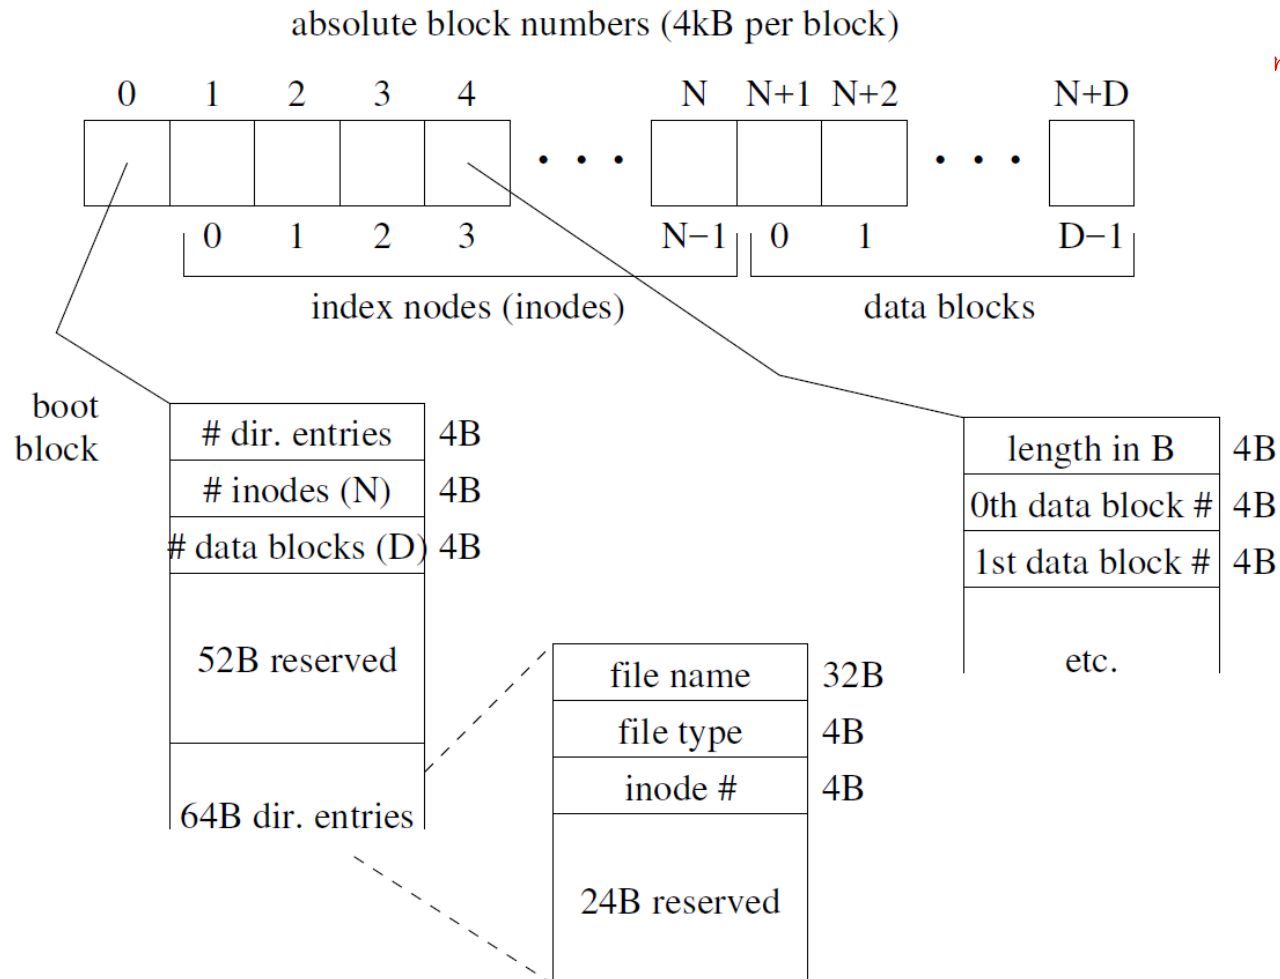 absolute block numbers (4kB per block)
0 1 2 3 4 N N+1 N+2 N+D
0 1 2 3 N−1 0 1 D−1
index nodes (inodes) data blocks
boot
block
# dir. entries 4B
# inodes (N) 4B
# data blocks (D) 4B
52B reserved
64B dir. entries
file name 32B
file type 4B
inode # 4B
24B reserved
length in B 4B
0th data block # 4B
1st data block # 4B
etc.